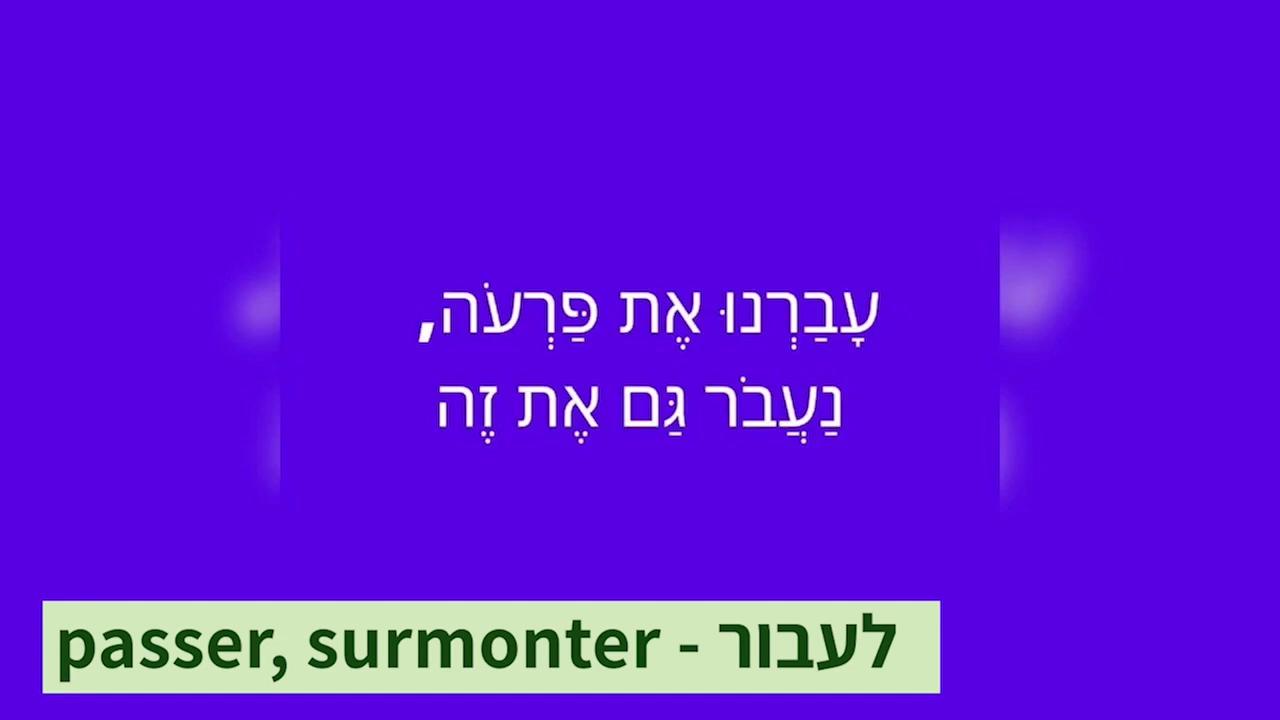 עָבַרְנוּ אֶת פַּרְעֹה,
נַעֲבֹר גַּם אֶת זֶה
passer, surmonter - לעבור